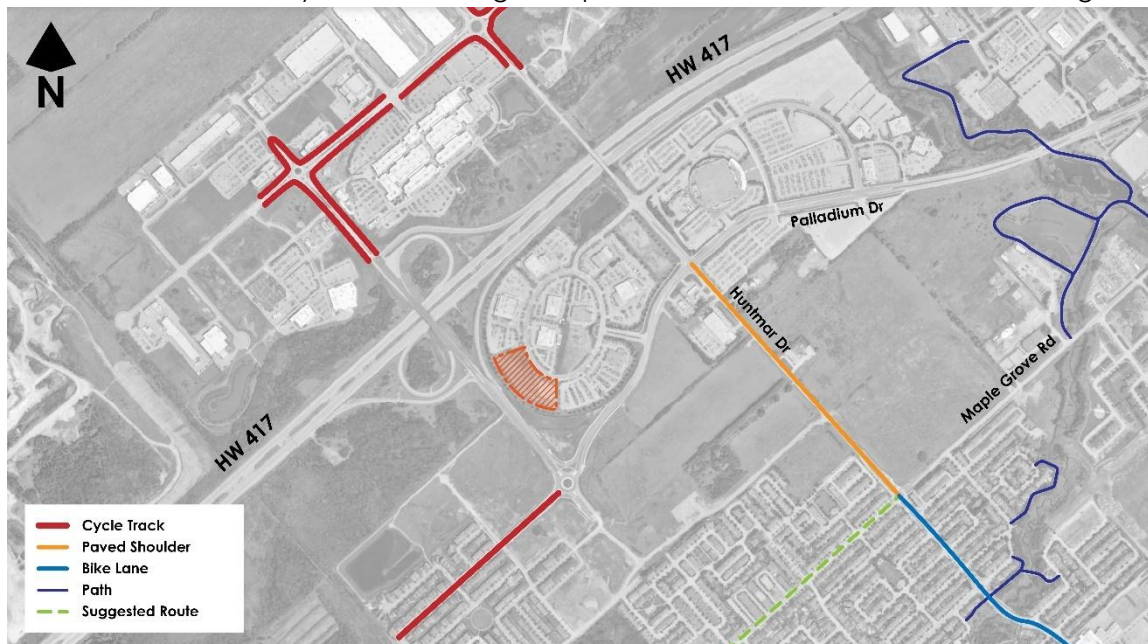 N
HW 417
Palladium Dr
Huntmar Dr
Maple Grove Rd
HW 417
Cycle Track
Paved Shoulder
Bike Lane
Path
Suggested Route